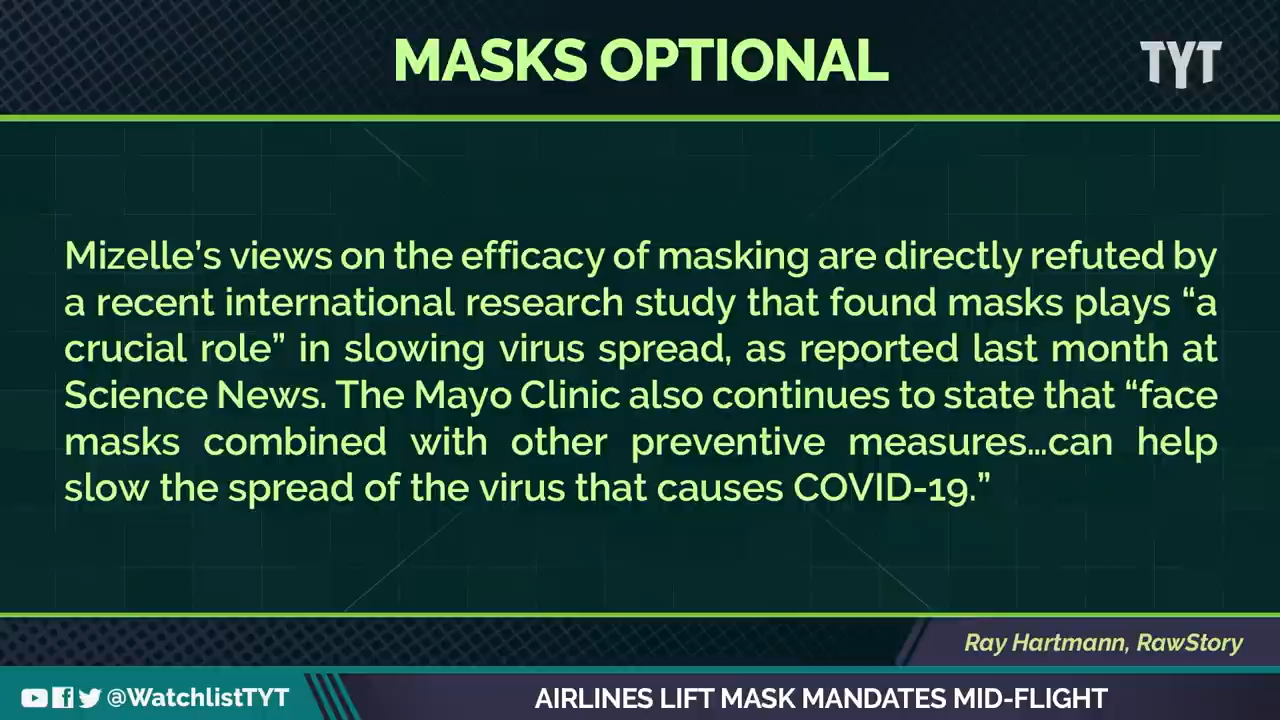 MASKS OPTIONAL
TYT
Mizelle’s views on the efficacy of masking are directly refuted by
a recent international research study that found masks plays “a
crucial role” in slowing virus spread, as reported last month at
Science News. The Mayo Clinic also continues to state that “face
masks combined with other preventive measures...can help
slow the spread of the virus that causes COVID-19.”
Ray Hartmann, RawStory
@WatchlistTYT
AIRLINES LIFT MASK MANDATES MID-FLIGHT